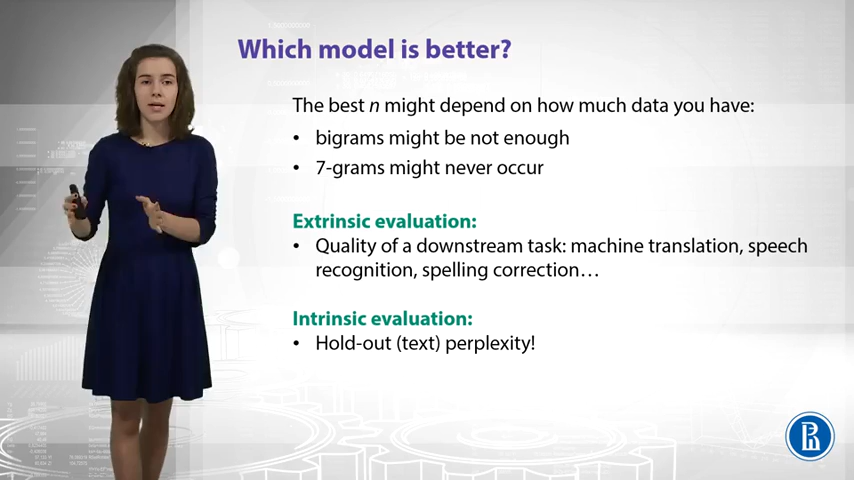 Which model is better?
The best n might depend on how much data you have:
• bigrams might be not enough
• 7-grams might never occur
Extrinsic evaluation:
• Quality of a downstream task: machine translation, speech
recognition, spelling correction…
Intrinsic evaluation:
• Hold-out (text) perplexity!